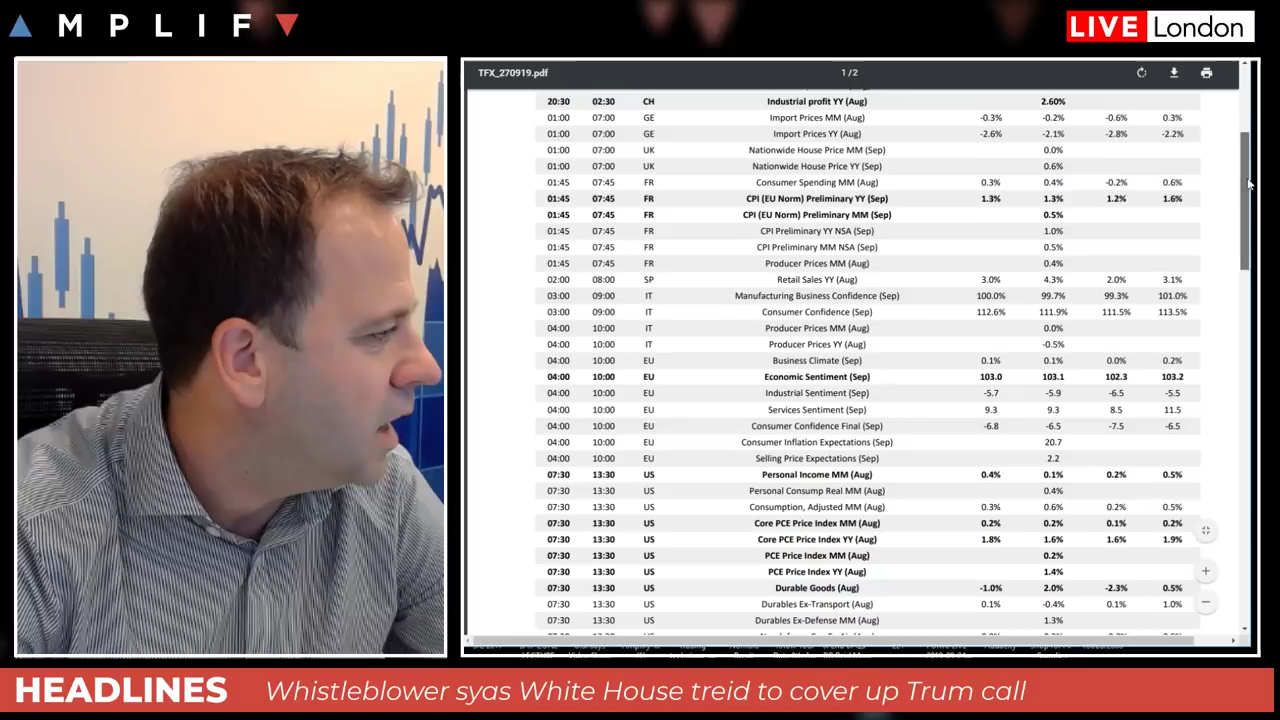 MPLIF
LIVE London
TFX_270919.pdf 1/2
20:30 02:30 CH Industrial profit YY (Aug) 2.60%
01:00 07:00 GE Import Prices MM (Aug) -0.3% -0.2% -0.6% 0.3%
01:00 07:00 GE Import Prices YY (Aug) -2.6% -2.1% -2.8% -2.2%
01:00 07:00 UK Nationwide House Price MM (Sep) 0.0%
01:00 07:00 UK Nationwide House Price YY (Sep) 0.6%
01:45 07:45 FR Consumer Spending MM (Aug) 0.3% 0.4% -0.2% 0.6%
01:45 07:45 FR CPI (EU Norm) Preliminary YY (Sep) 1.3% 1.3% 1.2% 1.6%
01:45 07:45 FR CPI (EU Norm) Preliminary MM (Sep) 0.5%
01:45 07:45 FR CPI Preliminary YY NSA (Sep) 1.0%
01:45 07:45 FR CPI Preliminary MM NSA (Sep) 0.5%
01:45 07:45 FR Producer Prices MM (Aug) 0.4%
02:00 08:00 SP Retail Sales YY (Aug) 3.0% 4.3% 2.0% 3.1%
03:00 09:00 IT Manufacturing Business Confidence (Sep) 100.0% 99.7% 99.3% 101.0%
03:00 09:00 IT Consumer Confidence (Sep) 112.6% 111.9% 111.5% 113.5%
04:00 10:00 IT Producer Prices MM (Aug) 0.0%
04:00 10:00 IT Producer Prices YY (Aug) -0.5%
04:00 10:00 EU Business Climate (Sep) 0.1% 0.1% 0.0% 0.2%
04:00 10:00 EU Economic Sentiment (Sep) 103.0 103.1 102.3 103.2
04:00 10:00 EU Industrial Sentiment (Sep) -5.7 -5.9 -6.5 -5.5
04:00 10:00 EU Services Sentiment (Sep) 9.3 9.3 8.5 11.5
04:00 10:00 EU Consumer Confidence Final (Sep) -6.8 -6.5 -7.5 -6.5
04:00 10:00 EU Consumer Inflation Expectations (Sep) 20.7
04:00 10:00 EU Selling Price Expectations (Sep) 2.2
07:30 13:30 US Personal Income MM (Aug) 0.4% 0.1% 0.2% 0.5%
07:30 13:30 US Personal Consump Real MM (Aug) 0.4%
07:30 13:30 US Consumption, Adjusted MM (Aug) 0.3% 0.6% 0.2% 0.5%
07:30 13:30 US Core PCE Price Index MM (Aug) 0.2% 0.2% 0.1% 0.2%
07:30 13:30 US Core PCE Price Index YY (Aug) 1.8% 1.6% 1.6% 1.9%
07:30 13:30 US PCE Price Index MM (Aug) 0.2%
07:30 13:30 US PCE Price Index YY (Aug) 1.4%
07:30 13:30 US Durable Goods (Aug) -1.0% 2.0% -2.3% 0.5%
07:30 13:30 US Durables Ex-Transport (Aug) 0.1% -0.4% 0.1% 1.0%
07:30 13:30 US Durables Ex-Defense MM (Aug) 1.3%
HEADLINES Whistleblower syas White House treid to cover up Trum call